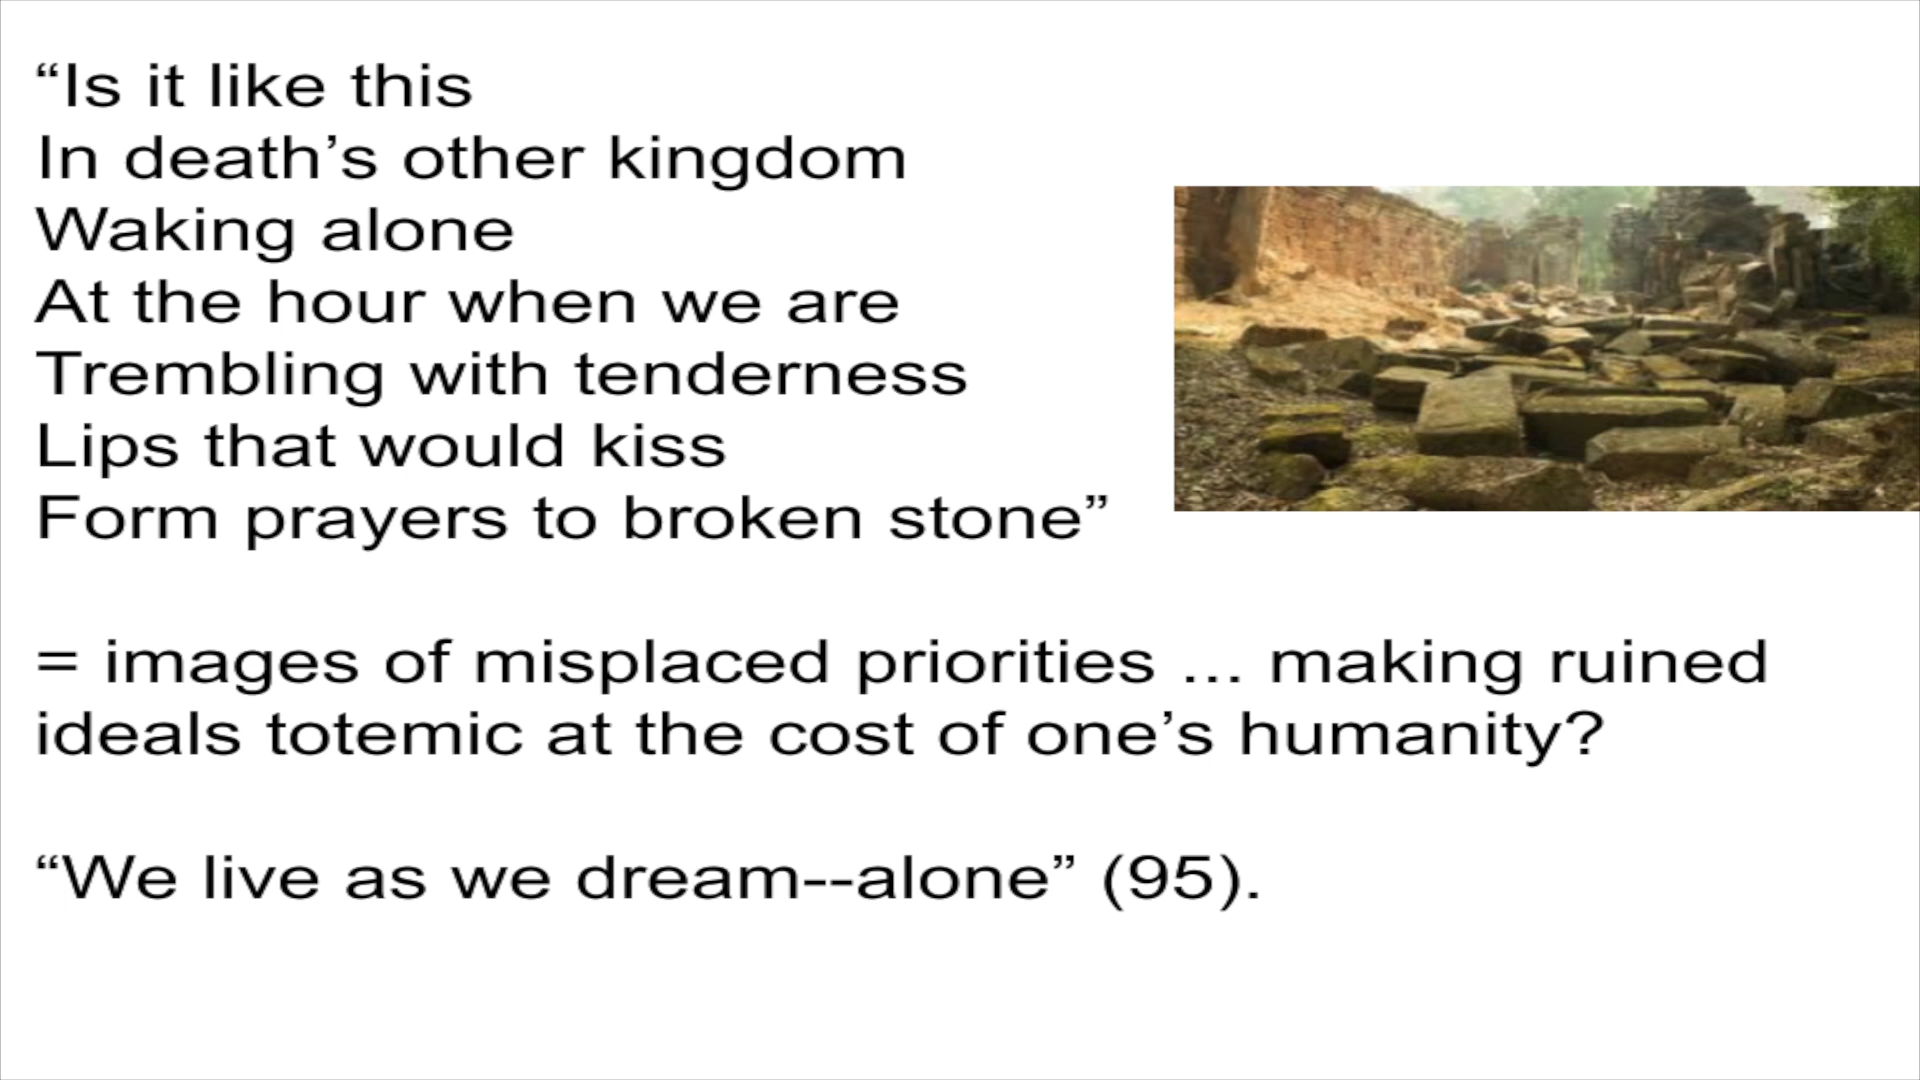 “Is it like this
In death’s other kingdom
Waking alone
At the hour when we are
Trembling with tenderness
Lips that would kiss
Form prayers to broken stone”
= images of misplaced priorities ... making ruined
ideals totemic at the cost of one’s humanity?
“We live as we dream--alone” (95).